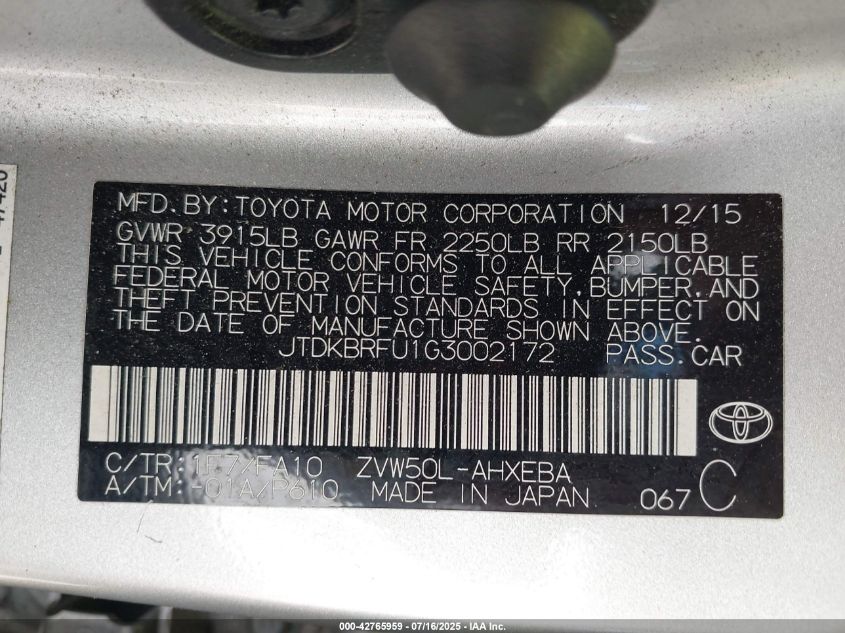 MFD.BY:TOYOTA MOTOR CORPORATION 12/15
GVWR 3915LB GAWR FR 2250LB RR 2150LB
THIS VEHICLE CONFORMS TO ALL APPLICABLE
FEDERAL MOTOR VEHICLE SAFETY,BUMPER,AND
THEFT PREVENTION STANDARDS IN EFFECT ON
THE DATE OF MANUFACTURE SHOWN ABOVE.
JTDKBRFU1G3002172 PASS.CAR
C/TR:1F7/FA10 ZVW50L-AHXEBA
A/TM:-01A/P610 MADE IN JAPAN 067 C
000-42765959 - 07/16/2025 - IAA Inc.